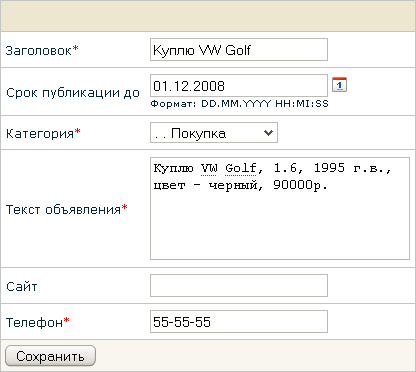 Заголовок*
Куплю VW Golf
Срок публикации до
01.12.2008
1
Формат: DD.MM.YYYY HH:MI:SS
Категория*
. . Покупка
Текст объявления*
Куплю VW Golf, 1.6, 1995 г.в.,
цвет - черный, 90000р.
Сайт
Телефон*
55-55-55
Сохранить